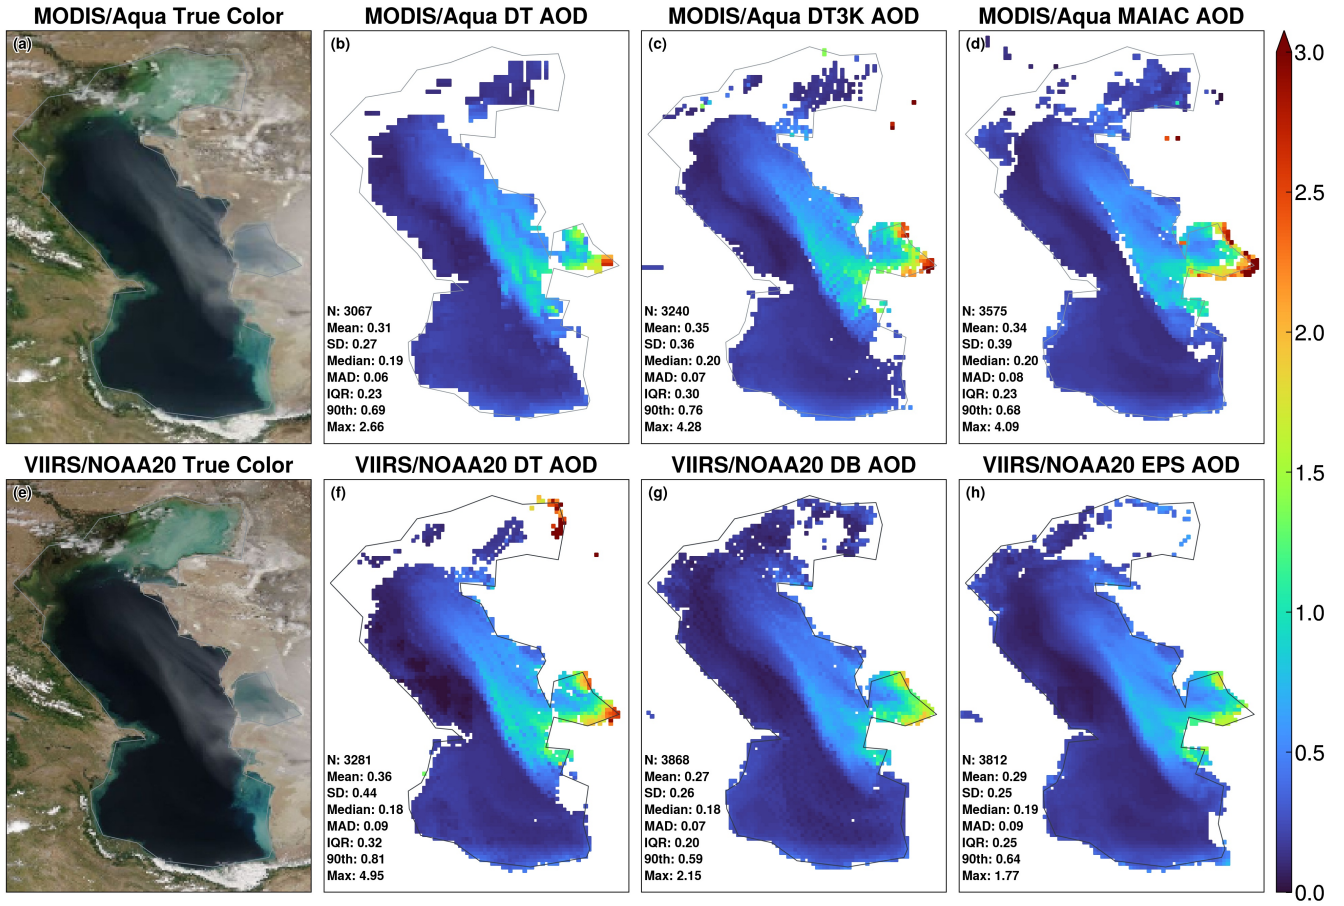 MODIS/Aqua True Color
MODIS/Aqua DT AOD
MODIS/Aqua DT3K AOD
MODIS/Aqua MAIAC AOD
(a)
(b)
N: 3067
Mean: 0.31
SD: 0.27
Median: 0.19
MAD: 0.06
IQR: 0.23
90th: 0.69
Max: 2.66
(c)
N: 3240
Mean: 0.35
SD: 0.36
Median: 0.20
MAD: 0.07
IQR: 0.30
90th: 0.76
Max: 4.28
(d)
N: 3575
Mean: 0.34
SD: 0.39
Median: 0.20
MAD: 0.08
IQR: 0.23
90th: 0.68
Max: 4.09
VIIRS/NOAA20 True Color
VIIRS/NOAA20 DT AOD
VIIRS/NOAA20 DB AOD
VIIRS/NOAA20 EPS AOD
(e)
(f)
N: 3281
Mean: 0.36
SD: 0.44
Median: 0.18
MAD: 0.09
IQR: 0.32
90th: 0.81
Max: 4.95
(g)
N: 3868
Mean: 0.27
SD: 0.26
Median: 0.18
MAD: 0.07
IQR: 0.20
90th: 0.59
Max: 2.15
(h)
N: 3812
Mean: 0.29
SD: 0.25
Median: 0.19
MAD: 0.09
IQR: 0.25
90th: 0.64
Max: 1.77
3.0
2.5
2.0
1.5
1.0
0.5
0.0